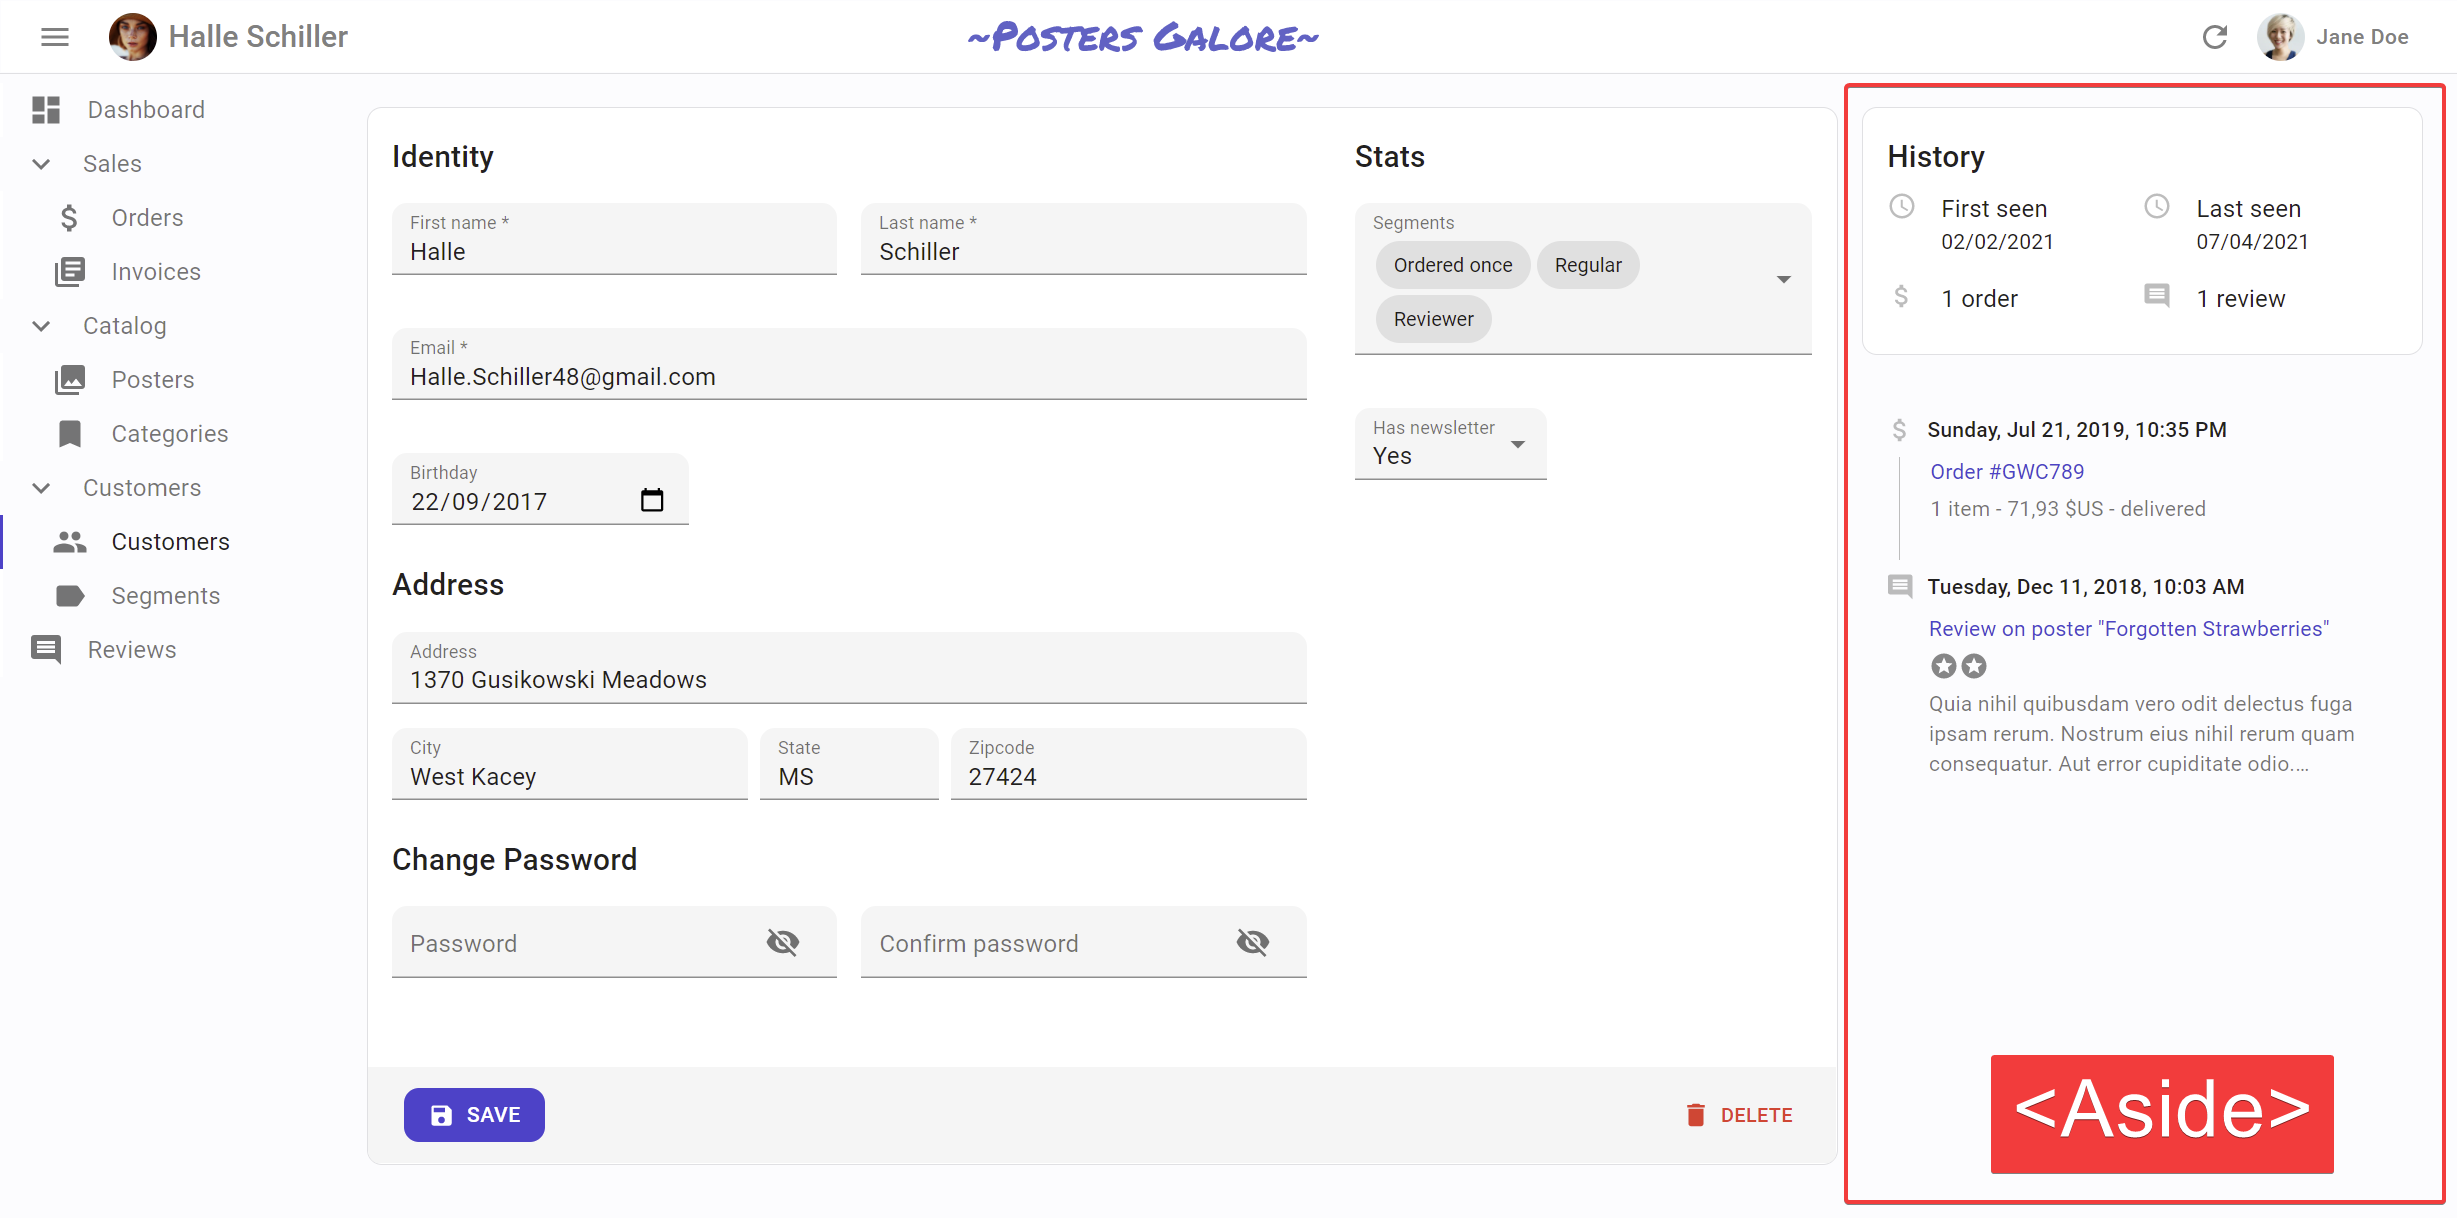 Halle Schiller
~Posters Galore~
Jane Doe
Dashboard
Sales
Orders
Invoices
Catalog
Posters
Categories
Customers
Customers
Segments
Reviews
Identity
First name *
Halle
Last name *
Schiller
Email *
Halle.Schiller48@gmail.com
Birthday
22/09/2017
Address
Address
1370 Gusikowski Meadows
City
West Kacey
State
MS
Zipcode
27424
Change Password
Password
Confirm password
SAVE
DELETE
Stats
Segments
Ordered once
Regular
Reviewer
Has newsletter
Yes
History
First seen
02/02/2021
Last seen
07/04/2021
1 order
1 review
Sunday, Jul 21, 2019, 10:35 PM
Order #GWC789
1 item - 71,93 $US - delivered
Tuesday, Dec 11, 2018, 10:03 AM
Review on poster "Forgotten Strawberries"
Quia nihil quibusdam vero odit delectus fuga
ipsam rerum. Nostrum eius nihil rerum quam
consequatur. Aut error cupiditate odio....
<Aside>